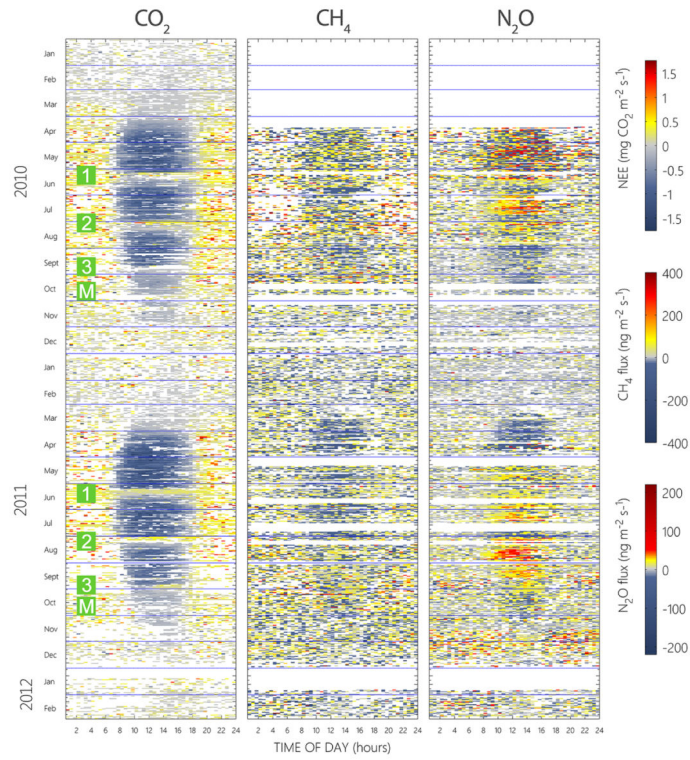 CO2 CH4 N2O
2010
Jan
Feb
Mar
Apr
May
Jun
Jul
Aug
Sept
Oct
Nov
Dec
2011
Jan
Feb
Mar
Apr
May
Jun
Jul
Aug
Sept
Oct
Nov
Dec
2012
Jan
Feb
1
2
3
M
1
2
3
M
2 4 6 8 10 12 14 16 18 20 22 24 2 4 6 8 10 12 14 16 18 20 22 24 2 4 6 8 10 12 14 16 18 20 22 24
TIME OF DAY (hours)
NEE (mg CO2 m-2 s-1)
1.5
1
0.5
0
-0.5
-1
-1.5
CH4 flux (ng m-2 s-1)
400
200
0
-200
-400
N2O flux (ng m-2 s-1)
200
100
0
-100
-200